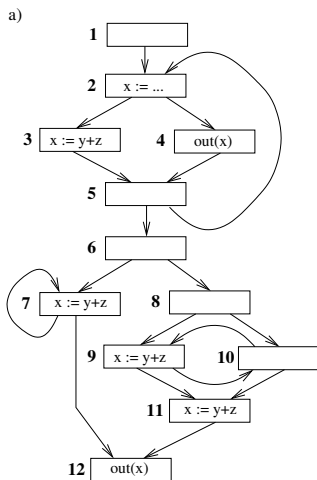 a)
1
2 x := ...
3 x := y+z 4 out(x)
5
6
7 x := y+z 8
9 x := y+z 10
11 x := y+z
12 out(x)